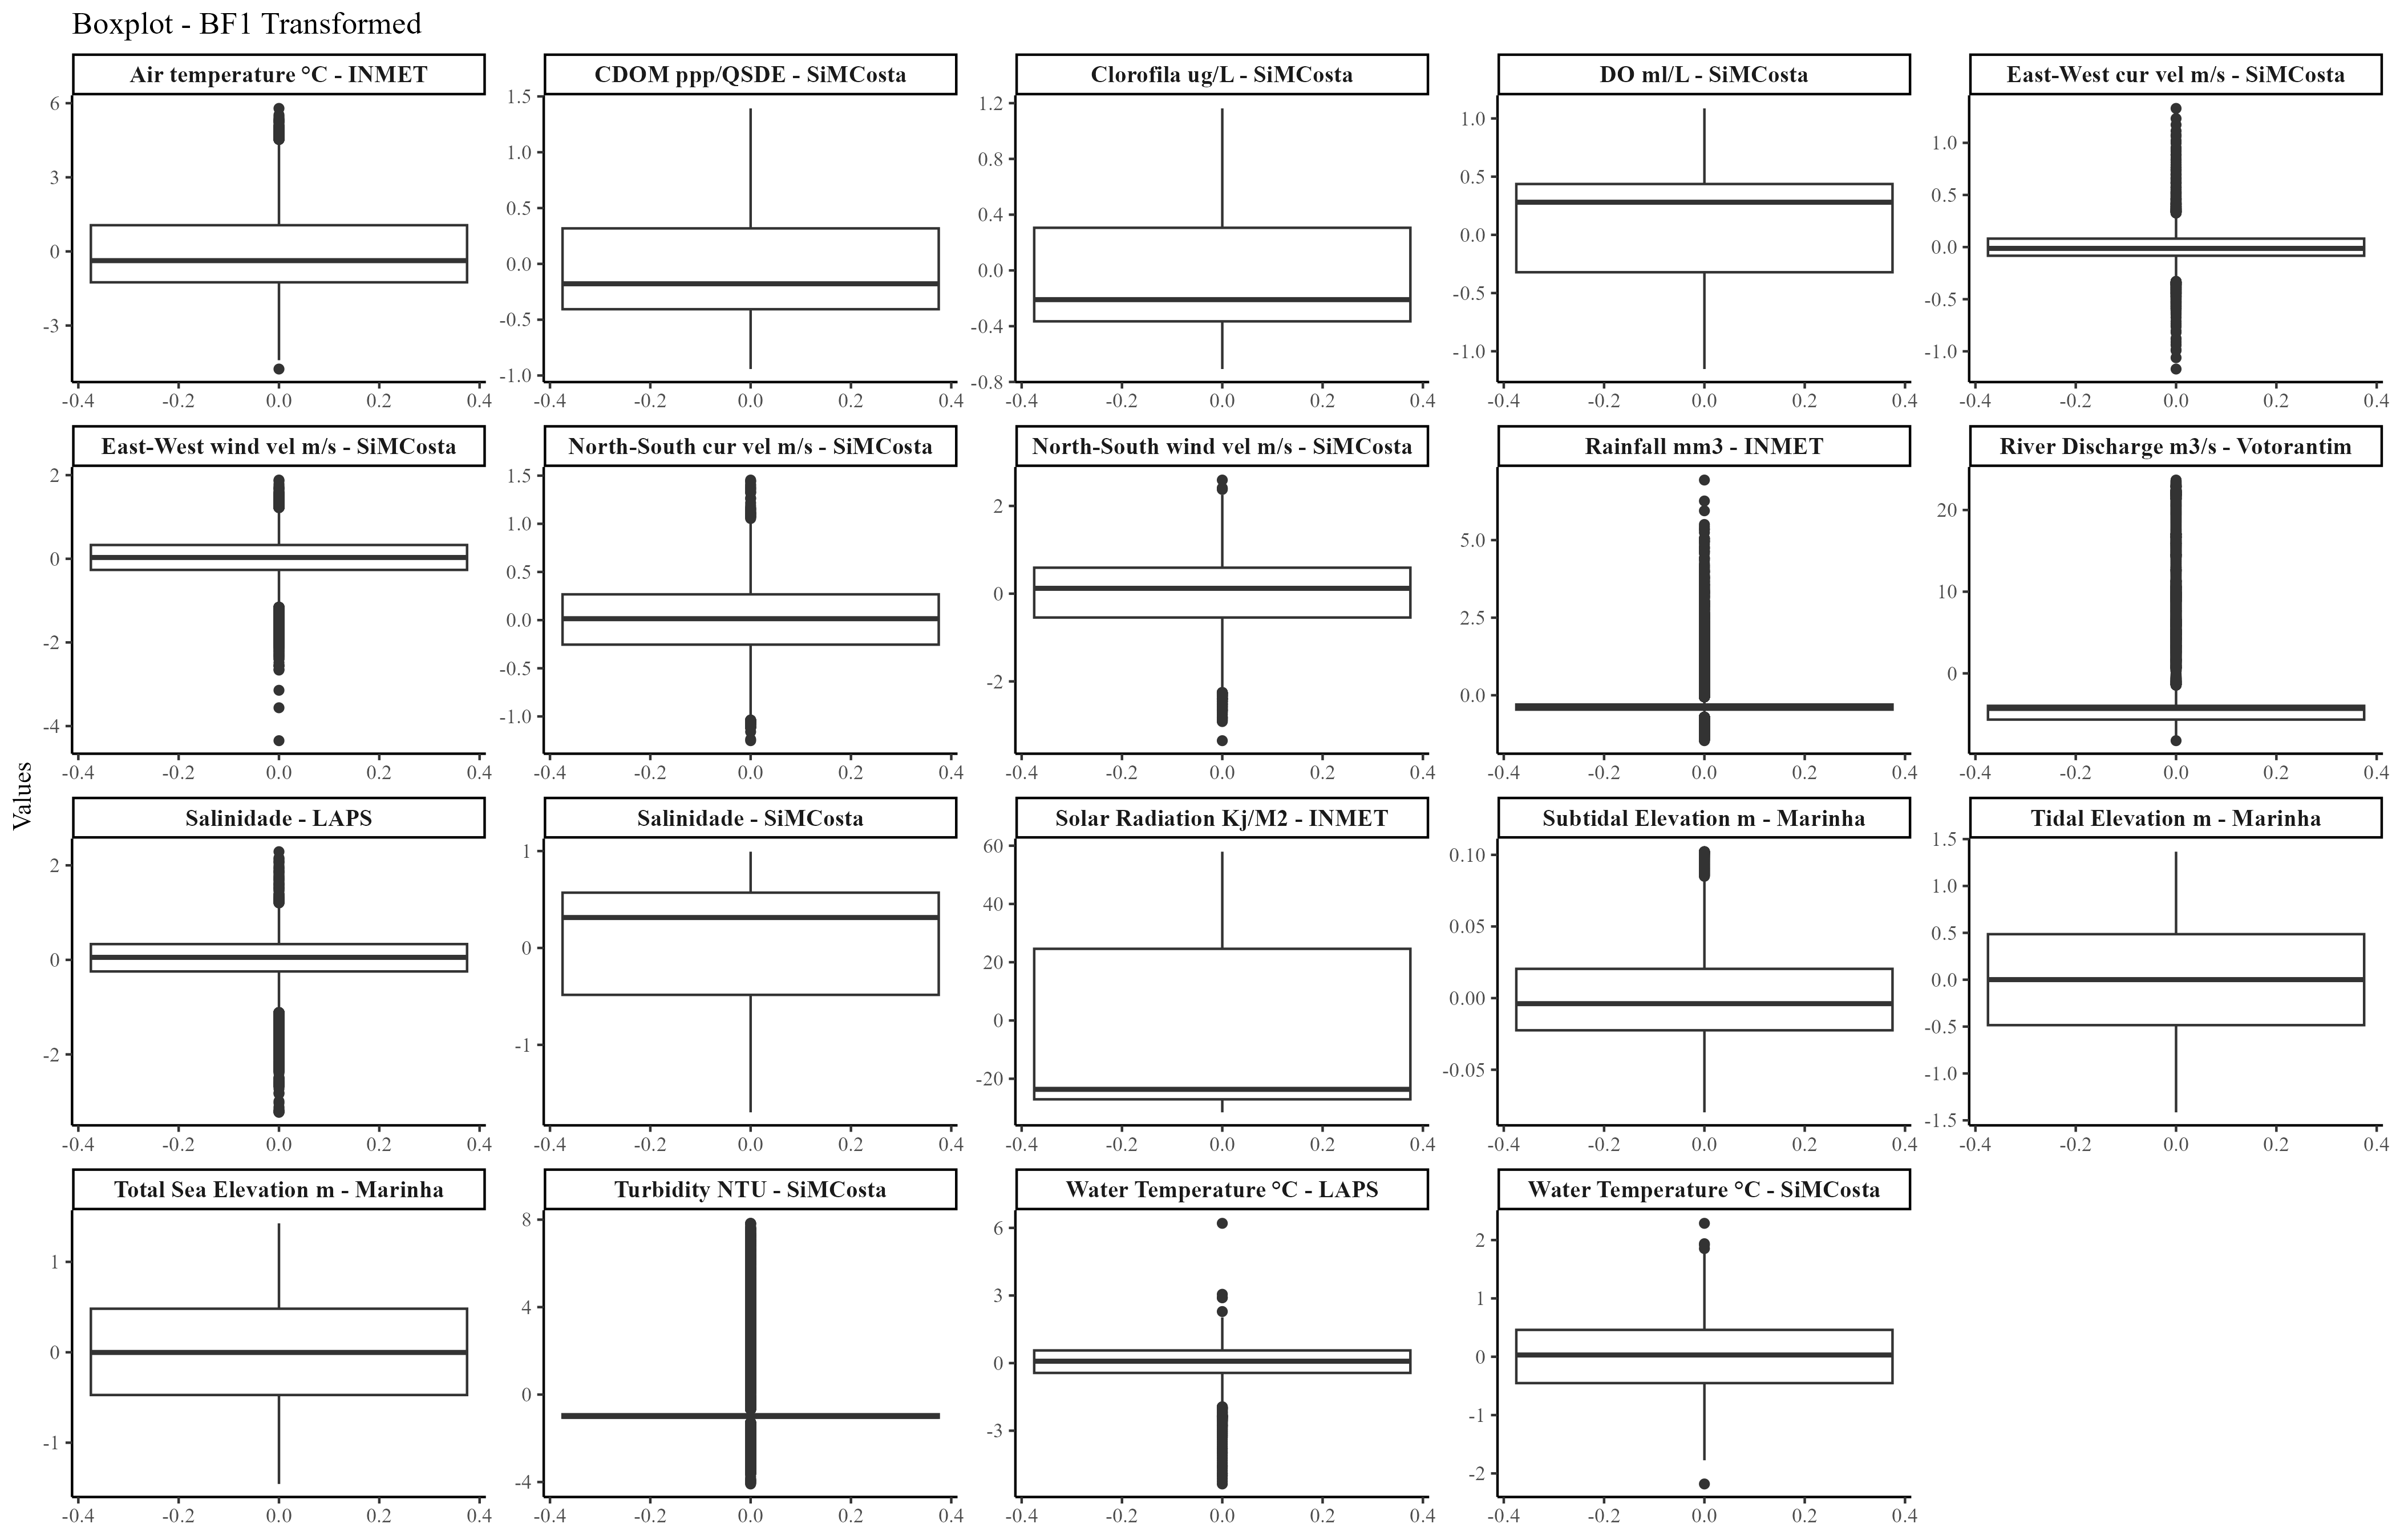 Boxplot - BF1 Transformed
Values
Air temperature °C - INMET
6
3
0
-3
-0.4 -0.2 0.0 0.2 0.4
CDOM ppp/QSDE - SiMCosta
1.5
1.0
0.5
0.0
-0.5
-1.0
-0.4 -0.2 0.0 0.2 0.4
Clorofila ug/L - SiMCosta
1.2
0.8
0.4
0.0
-0.4
-0.8
-0.4 -0.2 0.0 0.2 0.4
DO ml/L - SiMCosta
1.0
0.5
0.0
-0.5
-1.0
-0.4 -0.2 0.0 0.2 0.4
East-West cur vel m/s - SiMCosta
1.0
0.5
0.0
-0.5
-1.0
-0.4 -0.2 0.0 0.2 0.4
East-West wind vel m/s - SiMCosta
2
0
-2
-4
-0.4 -0.2 0.0 0.2 0.4
North-South cur vel m/s - SiMCosta
1.5
1.0
0.5
0.0
-0.5
-1.0
-0.4 -0.2 0.0 0.2 0.4
North-South wind vel m/s - SiMCosta
2
0
-2
-0.4 -0.2 0.0 0.2 0.4
Rainfall mm3 - INMET
5.0
2.5
0.0
-0.4 -0.2 0.0 0.2 0.4
River Discharge m3/s - Votorantim
20
10
0
-0.4 -0.2 0.0 0.2 0.4
Salinidade - LAPS
2
0
-2
-0.4 -0.2 0.0 0.2 0.4
Salinidade - SiMCosta
1
0
-1
-0.4 -0.2 0.0 0.2 0.4
Solar Radiation Kj/M2 - INMET
60
40
20
0
-20
-0.4 -0.2 0.0 0.2 0.4
Subtidal Elevation m - Marinha
0.10
0.05
0.00
-0.05
-0.4 -0.2 0.0 0.2 0.4
Tidal Elevation m - Marinha
1.5
1.0
0.5
0.0
-0.5
-1.0
-1.5
-0.4 -0.2 0.0 0.2 0.4
Total Sea Elevation m - Marinha
1
0
-1
-0.4 -0.2 0.0 0.2 0.4
Turbidity NTU - SiMCosta
8
4
0
-4
-0.4 -0.2 0.0 0.2 0.4
Water Temperature °C - LAPS
6
3
0
-3
-0.4 -0.2 0.0 0.2 0.4
Water Temperature °C - SiMCosta
2
1
0
-1
-2
-0.4 -0.2 0.0 0.2 0.4